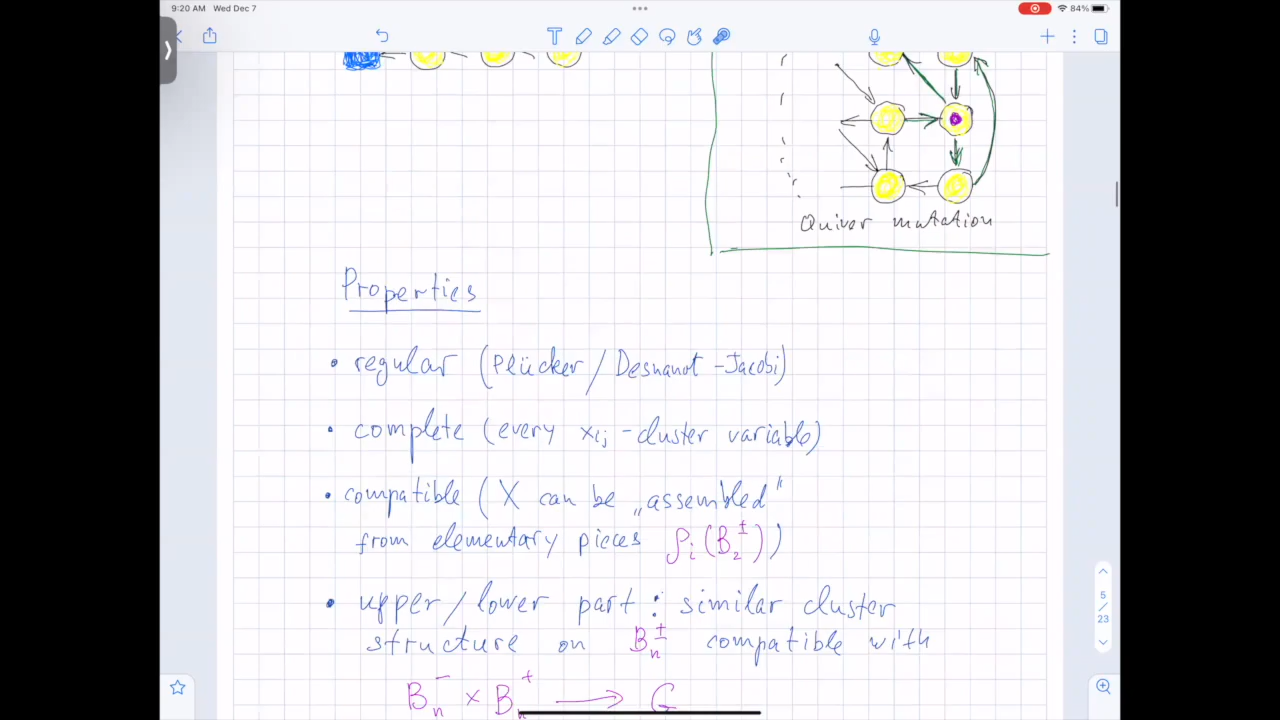 9:20 AM Wed Dec 7
84%
T
Quiver mutation
Properties
• regular (Plücker / Desnanot - Jacobi)
• complete (every xij - cluster variable)
• compatible (X can be „assembled“
from elementary pieces ρi(B2±))
5
/
23
• upper / lower part : similar cluster
structure on Bn± compatible with
Bn- × Bn+ → G